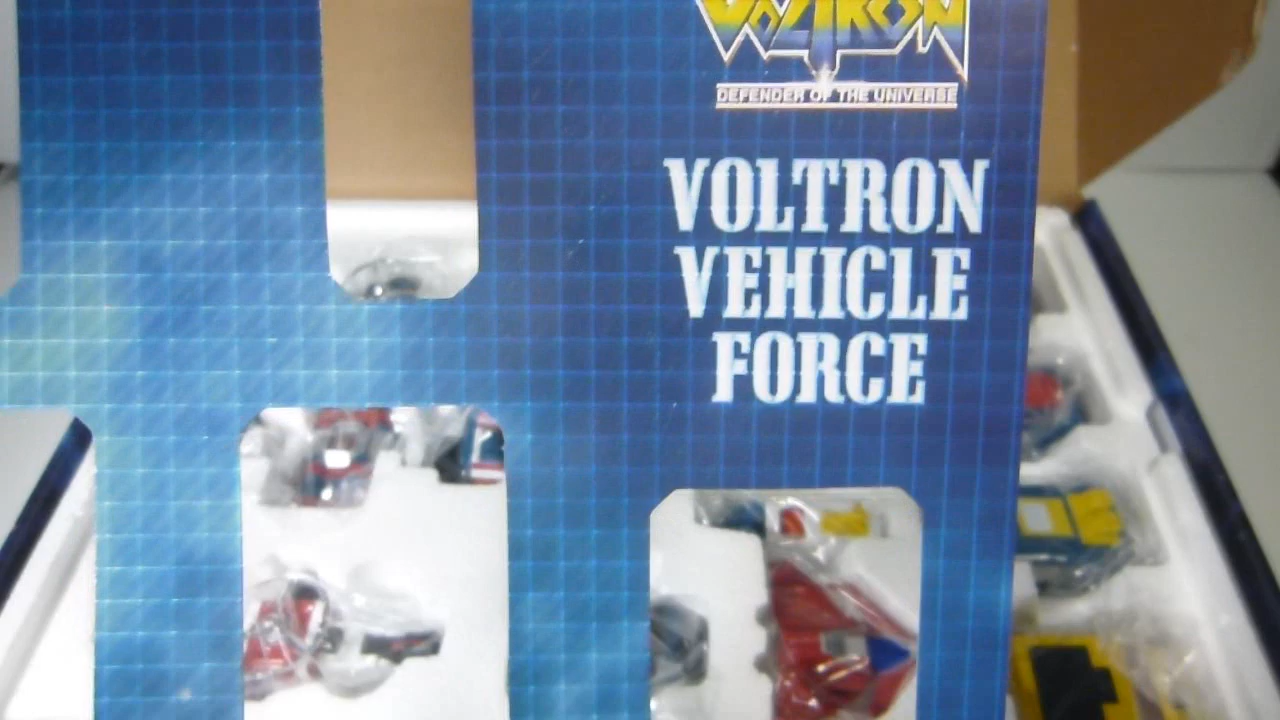 VOLTRON
DEFENDER OF THE UNIVERSE
VOLTRON
VEHICLE
FORCE